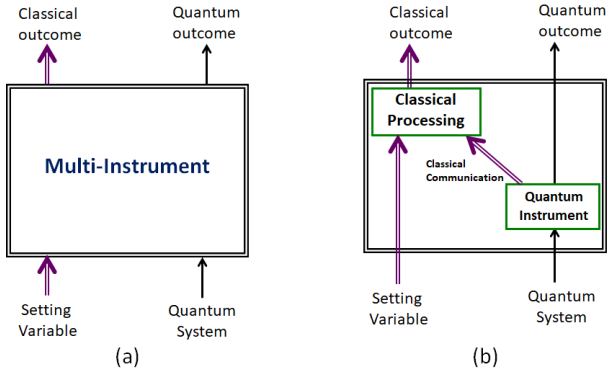 Classical
outcome
Quantum
outcome
Multi-Instrument
Setting
Variable
Quantum
System
(a)
Classical
outcome
Quantum
outcome
Classical
Processing
Classical
Communication
Quantum
Instrument
Setting
Variable
Quantum
System
(b)